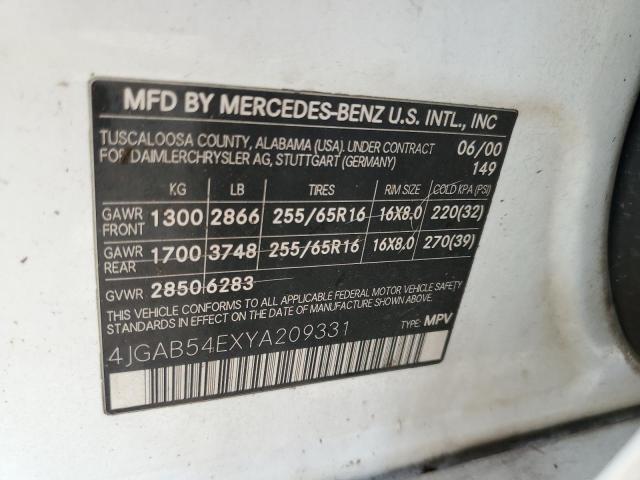 MFD BY MERCEDES-BENZ U.S. INTL., INC
TUSCALOOSA COUNTY, ALABAMA (USA). UNDER CONTRACT 06/00
FOR DAIMLERCHRYSLER AG, STUTTGART (GERMANY) 149
KG LB TIRES RIM SIZE COLD KPA (PSI)
GAWR FRONT 1300 2866 255/65R16 16X8.0 220(32)
GAWR REAR 1700 3748 255/65R16 16X8.0 270(39)
GVWR 2850 6283
THIS VEHICLE CONFORMS TO ALL APPLICABLE FEDERAL MOTOR VEHICLE SAFETY
STANDARDS IN EFFECT ON THE DATE OF MANUFACTURE SHOWN ABOVE.
4JGAB54EXYA209331 TYPE: MPV